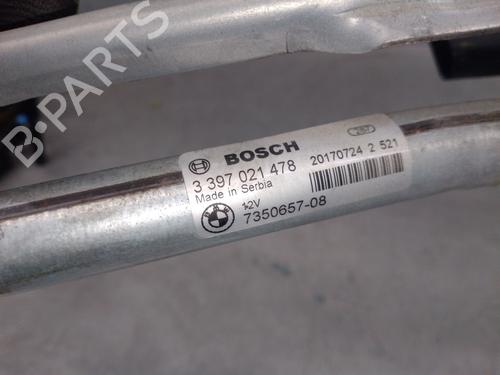 B-PARTS
BOSCH
3 397 021 478
20170724 2 521
Made in Serbia
12V
7350657-08